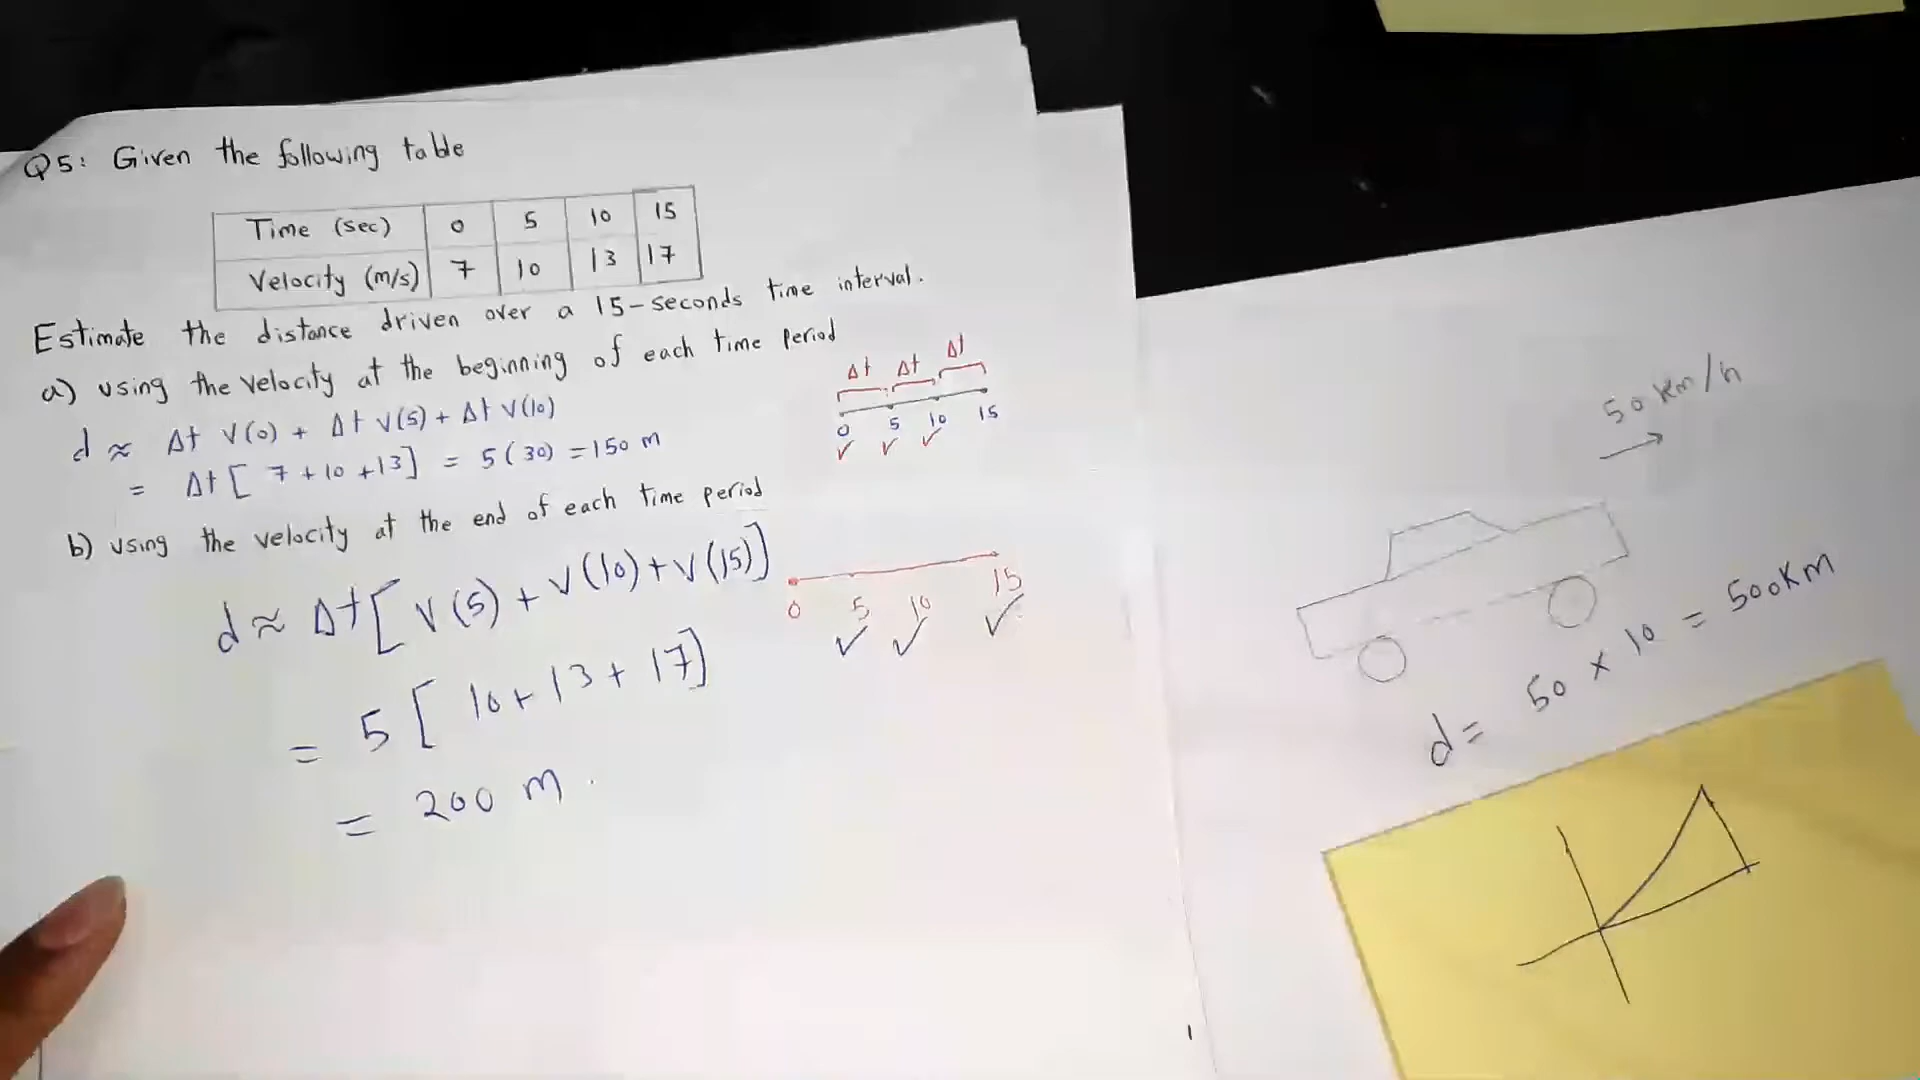 Q5: Given the following table
Time (sec) 0 5 10 15
Velocity (m/s) 7 10 13 17
Estimate the distance driven over a 15-seconds time interval.
a) using the velocity at the beginning of each time period
d ≈ Δt V(0) + Δt V(5) + Δt V(10)
= Δt [ 7 + 10 + 13 ] = 5(30) = 150 m
Δt Δt Δt
0 5 10 15
b) using the velocity at the end of each time period
d ≈ Δt [ V(5) + V(10) + V(15) ]
= 5 [ 10 + 13 + 17 ]
= 200 m.
0 5 10 15
50 km/h
d = 50 × 10 = 500 Km